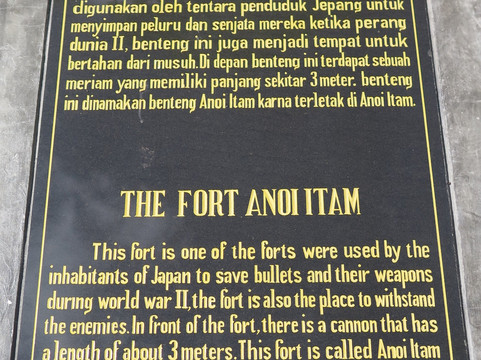 digunakan oleh tentara penduduk Jepang untuk
menyimpan peluru dan senjata mereka ketika perang
dunia II, benteng ini juga menjadi tempat untuk
bertahan dari musuh. Di depan benteng ini terdapat sebuah
meriam yang memiliki panjang sekitar 3 meter. benteng
ini dinamakan benteng Anoi Itam karna terletak di Anoi Itam.
THE FORT ANOI ITAM
This fort is one of the forts were used by the
inhabitants of Japan to save bullets and their weapons
during world war II, the fort is also the place to withstand
the enemies. In front of the fort, there is a cannon that has
a length of about 3 meters. This fort is called Anoi Itam